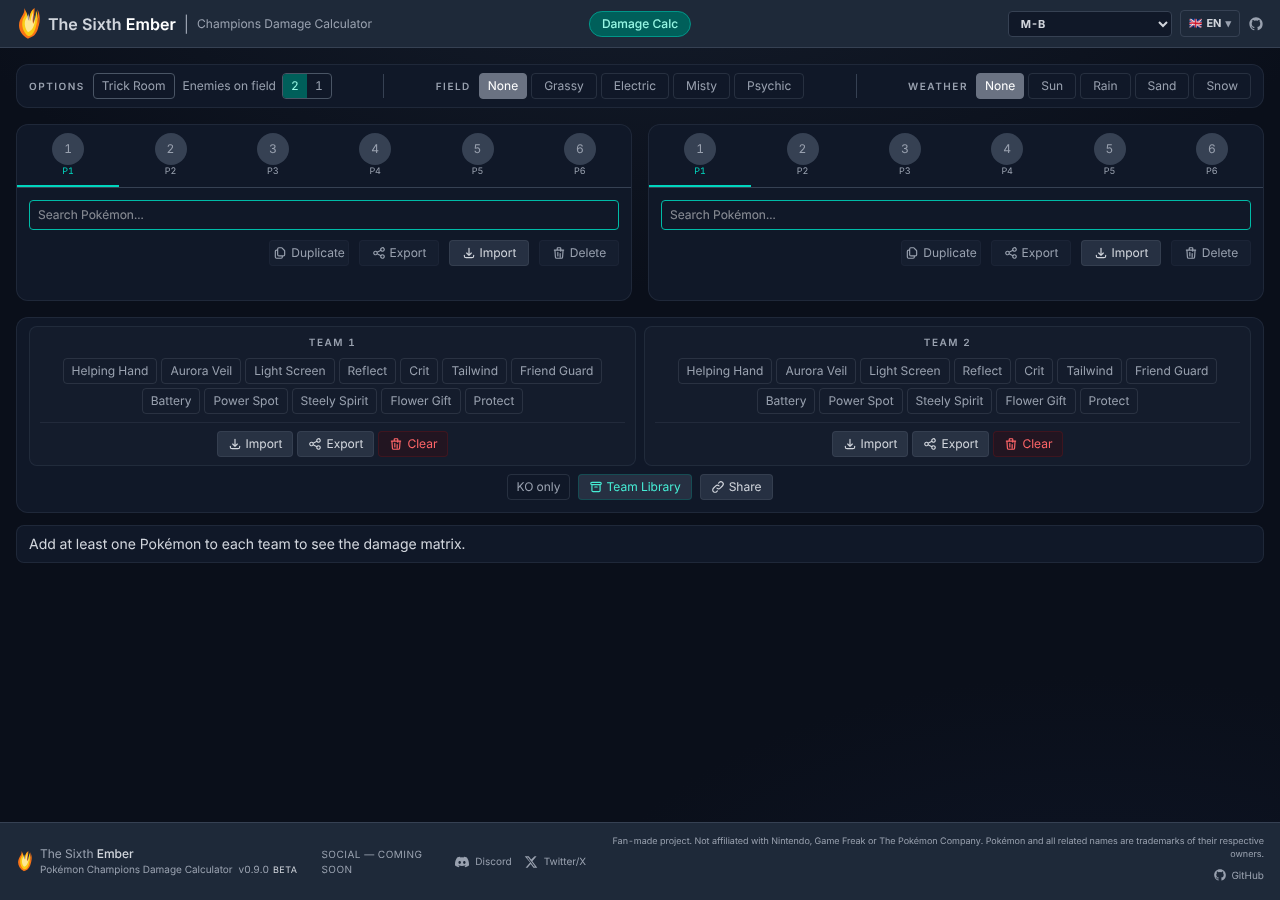 The Sixth Ember
Champions Damage Calculator
Damage Calc
M-B
EN
OPTIONS Trick Room Enemies on field 2 1
FIELD None Grassy Electric Misty Psychic
WEATHER None Sun Rain Sand Snow
1 2 3 4 5 6
P1 P2 P3 P4 P5 P6
Search Pokémon...
Duplicate Export Import Delete
1 2 3 4 5 6
P1 P2 P3 P4 P5 P6
Search Pokémon...
Duplicate Export Import Delete
TEAM 1
Helping Hand Aurora Veil Light Screen Reflect Crit Tailwind Friend Guard
Battery Power Spot Steely Spirit Flower Gift Protect
Import Export Clear
TEAM 2
Helping Hand Aurora Veil Light Screen Reflect Crit Tailwind Friend Guard
Battery Power Spot Steely Spirit Flower Gift Protect
Import Export Clear
KO only Team Library Share
Add at least one Pokémon to each team to see the damage matrix.
The Sixth Ember
Pokémon Champions Damage Calculator v0.9.0 BETA
SOCIAL — COMING
SOON
Discord Twitter/X
Fan-made project. Not affiliated with Nintendo, Game Freak or The Pokémon Company. Pokémon and all related names are trademarks of their respective
owners.
GitHub